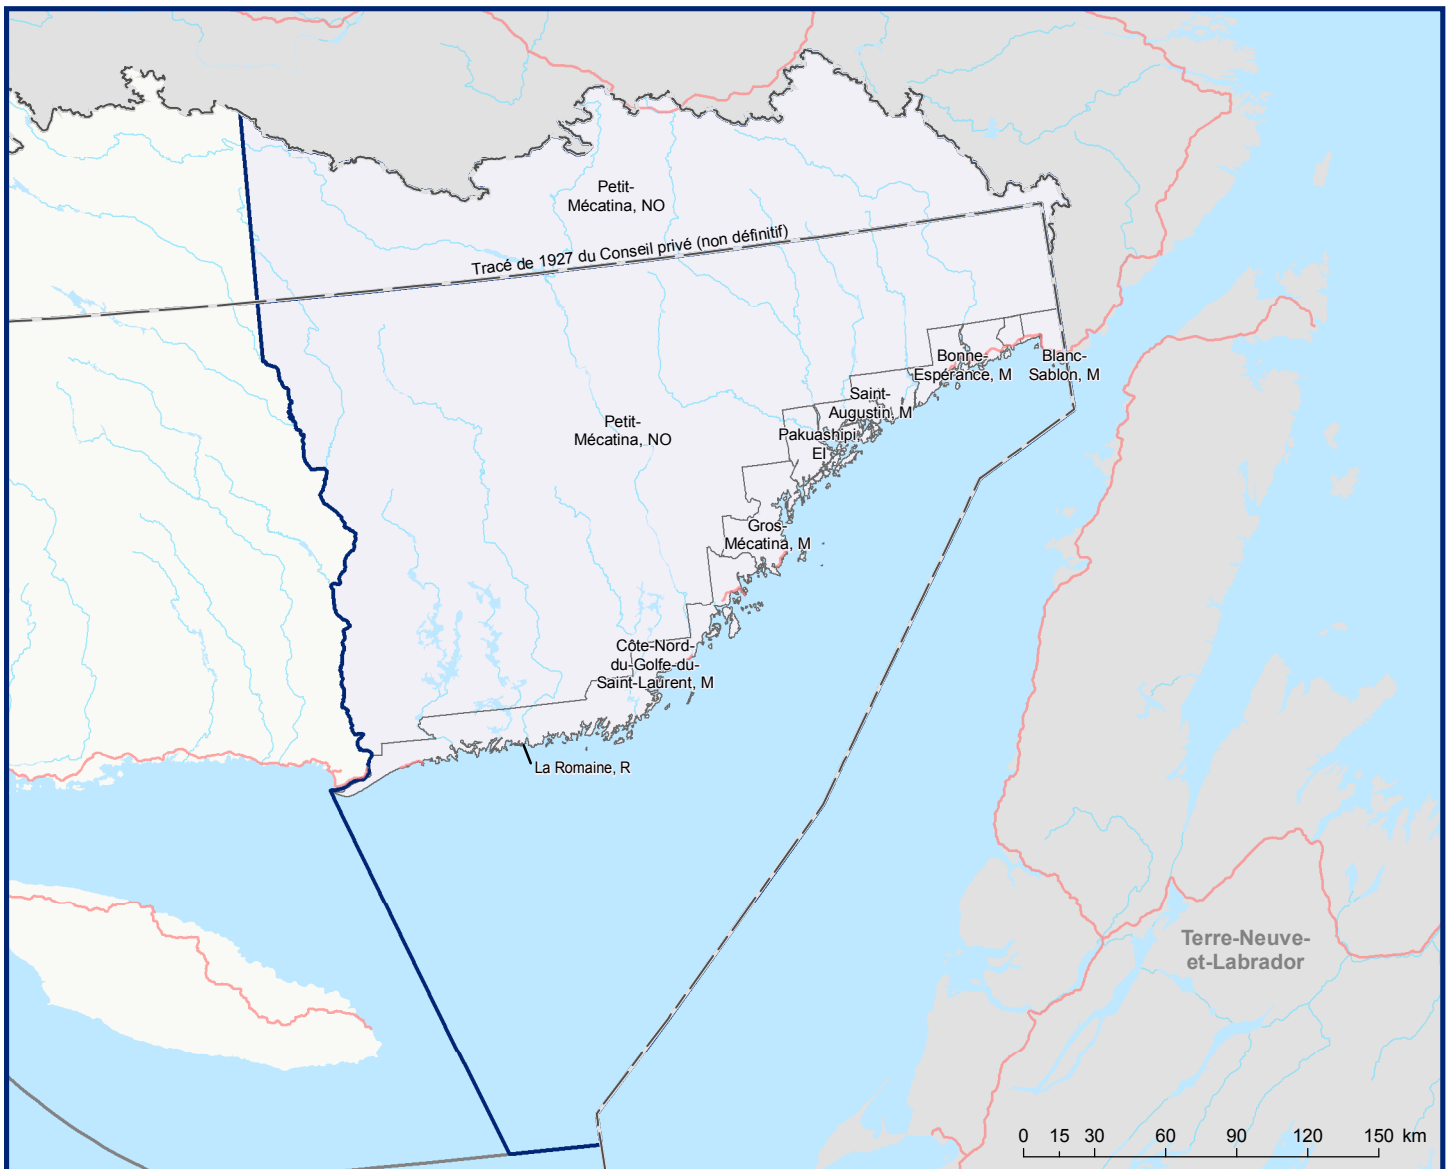 Petit-
Mécatina, NO
Tracé de 1927 du Conseil privé (non définitif)
Bonne-
Espérance, M
Blanc-
Sablon, M
Saint-
Augustin, M
Petit-
Mécatina, NO
Pakuashipi,
EI
Gros-
Mécatina, M
Côte-Nord-
du-Golfe-du-
Saint-Laurent, M
La Romaine, R
Terre-Neuve-
et-Labrador
0 15 30 60 90 120 150 km